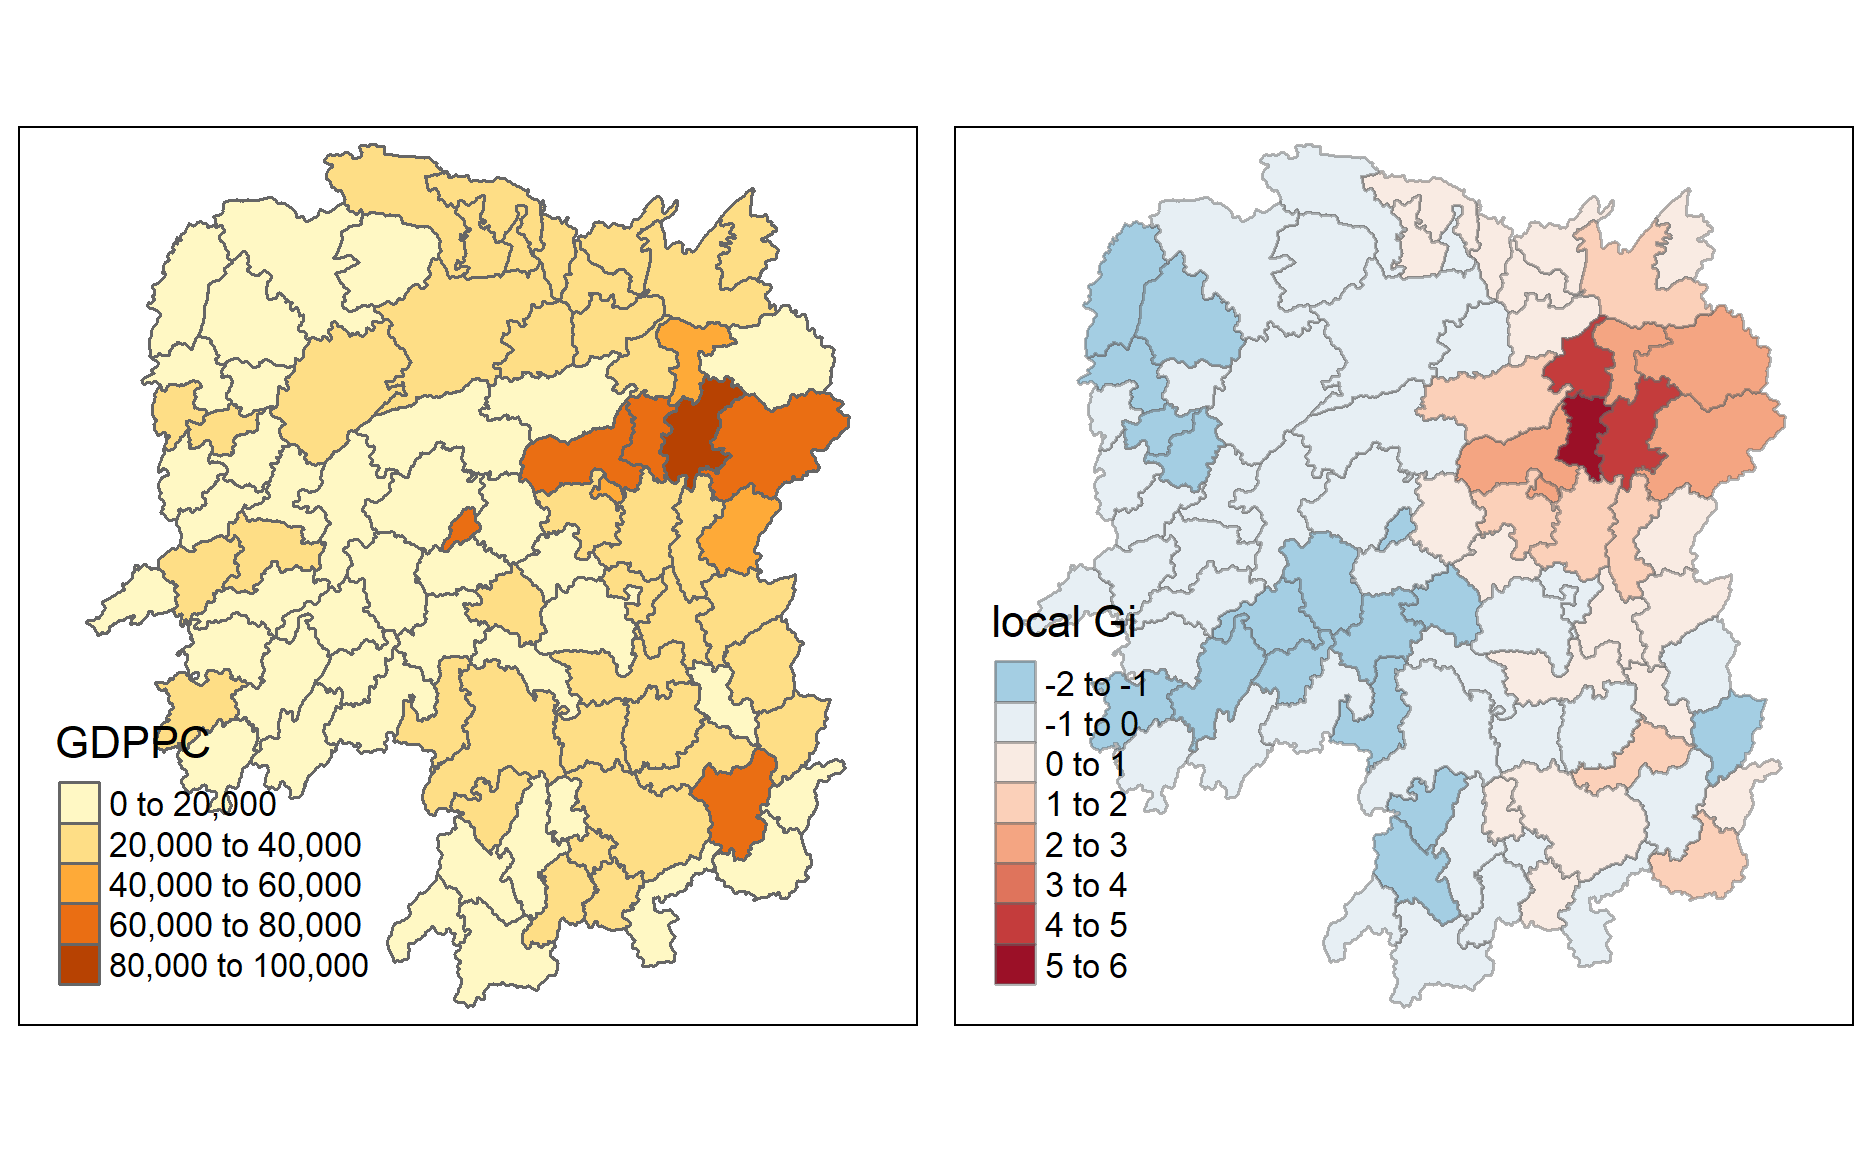 GDPPC
0 to 20,000
20,000 to 40,000
40,000 to 60,000
60,000 to 80,000
80,000 to 100,000
local Gi
-2 to -1
-1 to 0
0 to 1
1 to 2
2 to 3
3 to 4
4 to 5
5 to 6